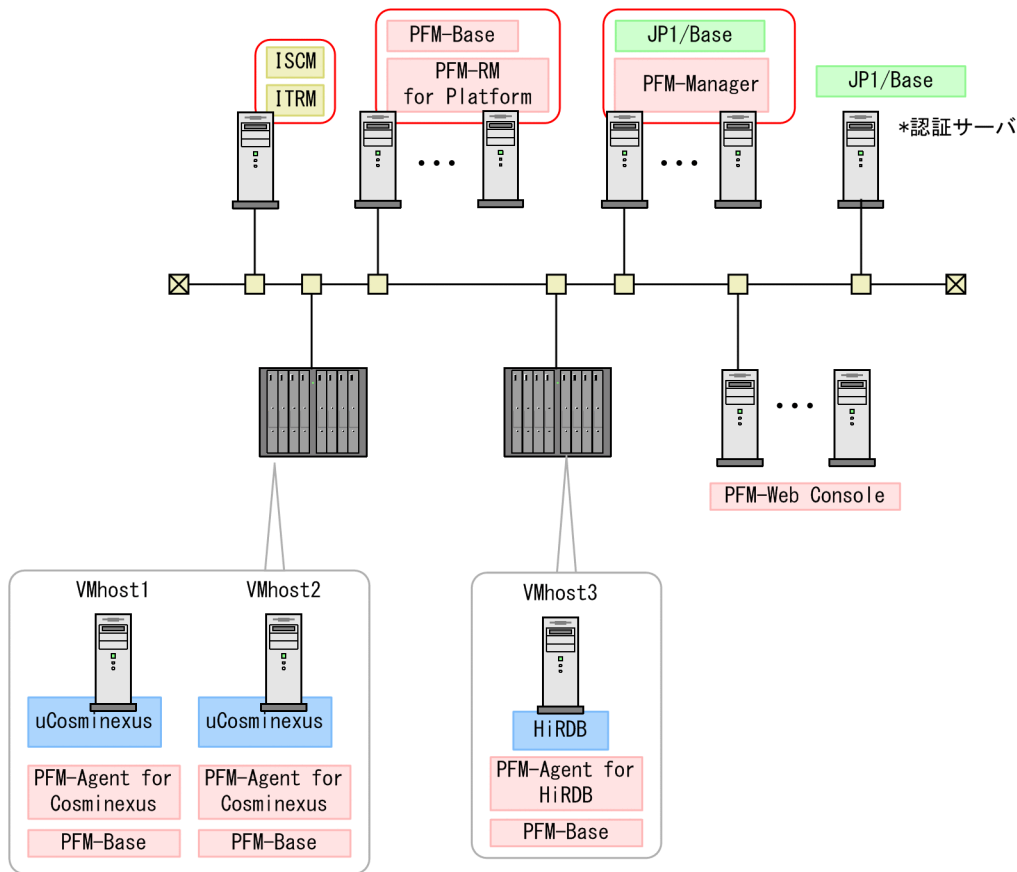 ISCM
ITRM
PFM-Base
PFM-RM
for Platform
JP1/Base
PFM-Manager
JP1/Base
*認証サーバ
•••
•••
•••
PFM-Web Console
VMhost1
VMhost2
uCosminexus
uCosminexus
PFM-Agent for
Cosminexus
PFM-Agent for
Cosminexus
PFM-Base
PFM-Base
VMhost3
HiRDB
PFM-Agent for
HiRDB
PFM-Base